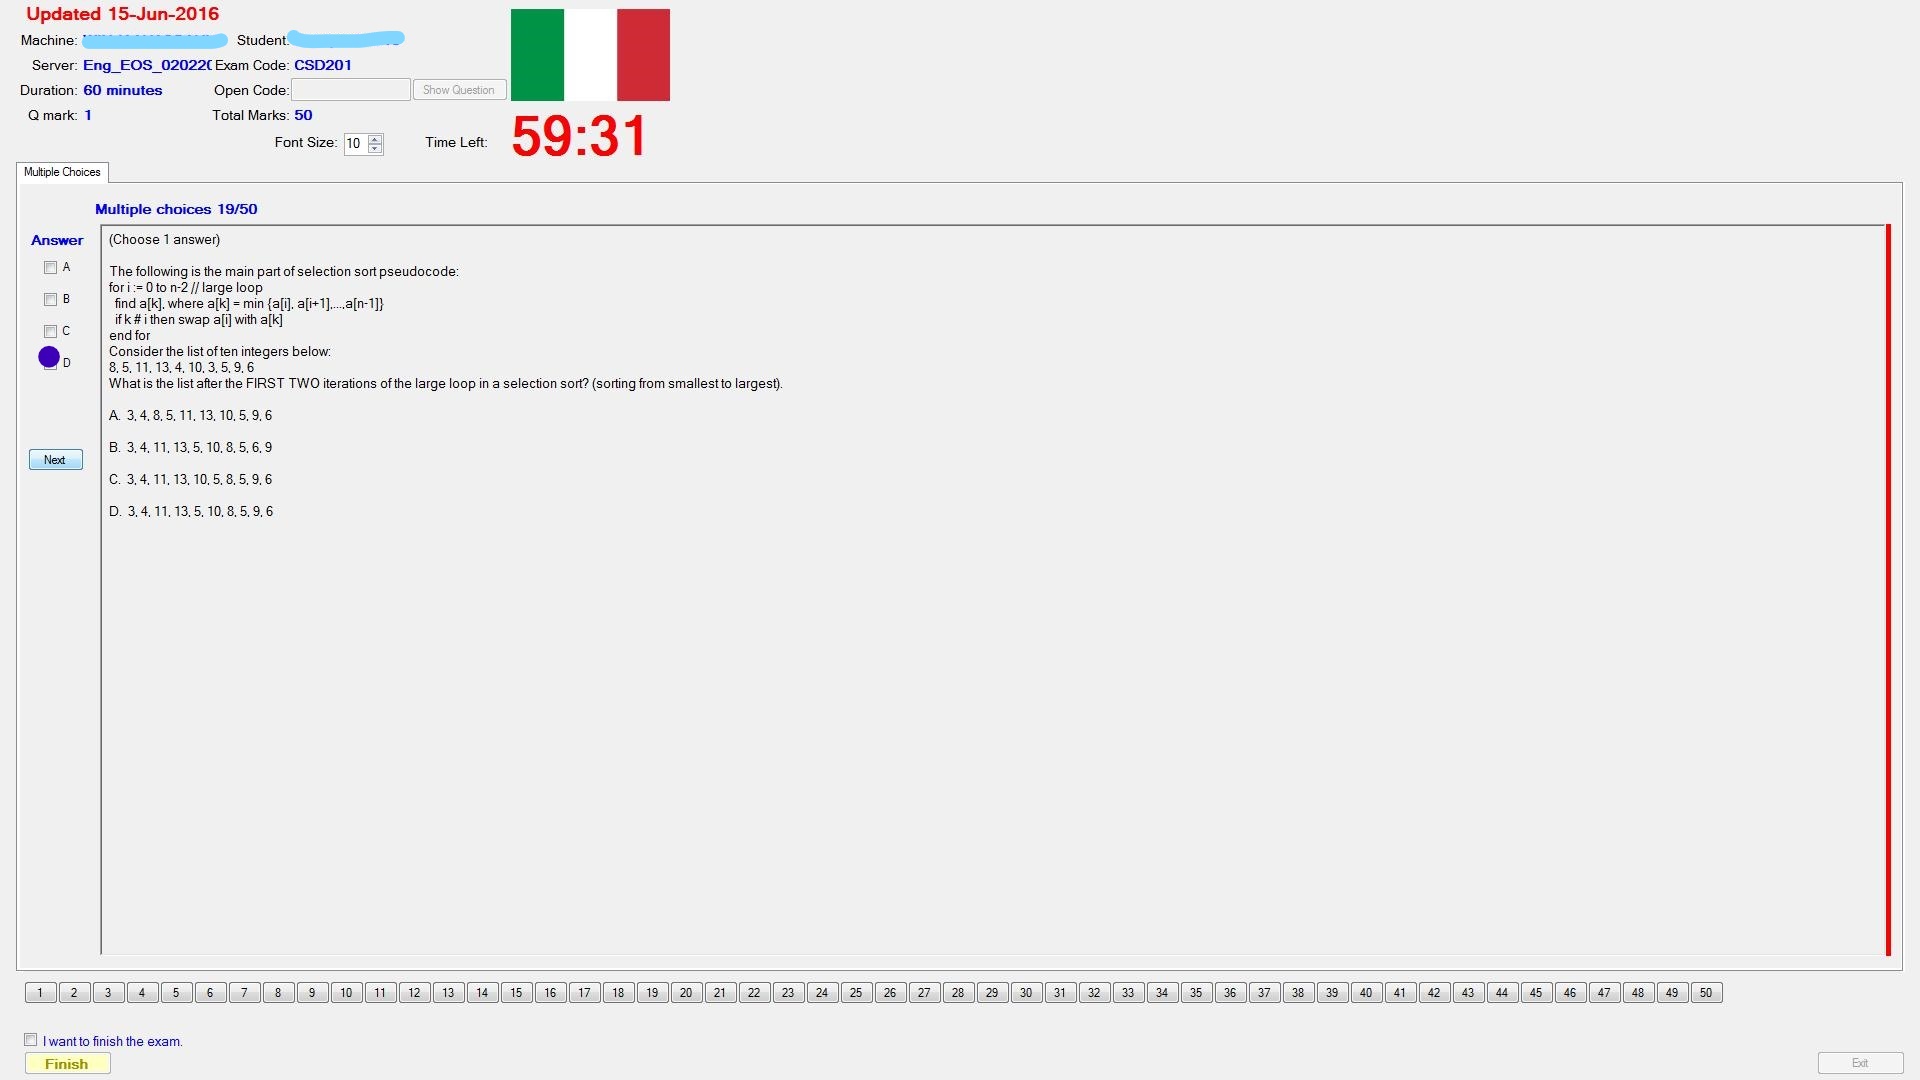 Updated 15-Jun-2016
Machine: Student:
Server: Eng_EOS_02022 Exam Code: CSD201
Duration: 60 minutes Open Code: Show Question
Q mark: 1 Total Marks: 50
Font Size: 10 Time Left: 59:31
Multiple Choices
Multiple choices 19/50
Answer
A
B
C
D
Next
(Choose 1 answer)
The following is the main part of selection sort pseudocode:
for i := 0 to n-2 // large loop
find a[k], where a[k] = min {a[i], a[i+1],...,a[n-1]}
if k # i then swap a[i] with a[k]
end for
Consider the list of ten integers below:
8, 5, 11, 13, 4, 10, 3, 5, 9, 6
What is the list after the FIRST TWO iterations of the large loop in a selection sort? (sorting from smallest to largest).
A. 3, 4, 8, 5, 11, 13, 10, 5, 9, 6
B. 3, 4, 11, 13, 5, 10, 8, 5, 6, 9
C. 3, 4, 11, 13, 10, 5, 8, 5, 9, 6
D. 3, 4, 11, 13, 5, 10, 8, 5, 9, 6
1 2 3 4 5 6 7 8 9 10 11 12 13 14 15 16 17 18 19 20 21 22 23 24 25 26 27 28 29 30 31 32 33 34 35 36 37 38 39 40 41 42 43 44 45 46 47 48 49 50
I want to finish the exam.
Finish
Exit